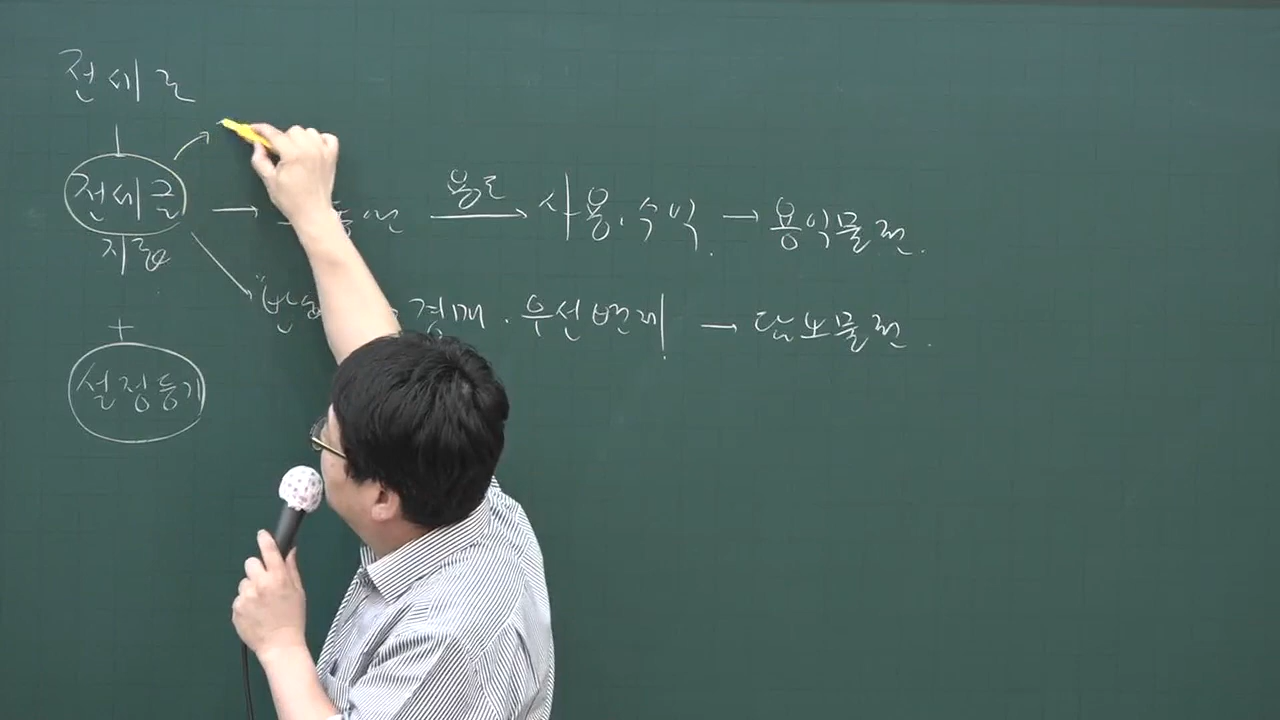 전세권
전세금 → 용도 → 사용·수익. → 용익물권.
지급
경매·우선변제. → 담보물권.
+
설정등기